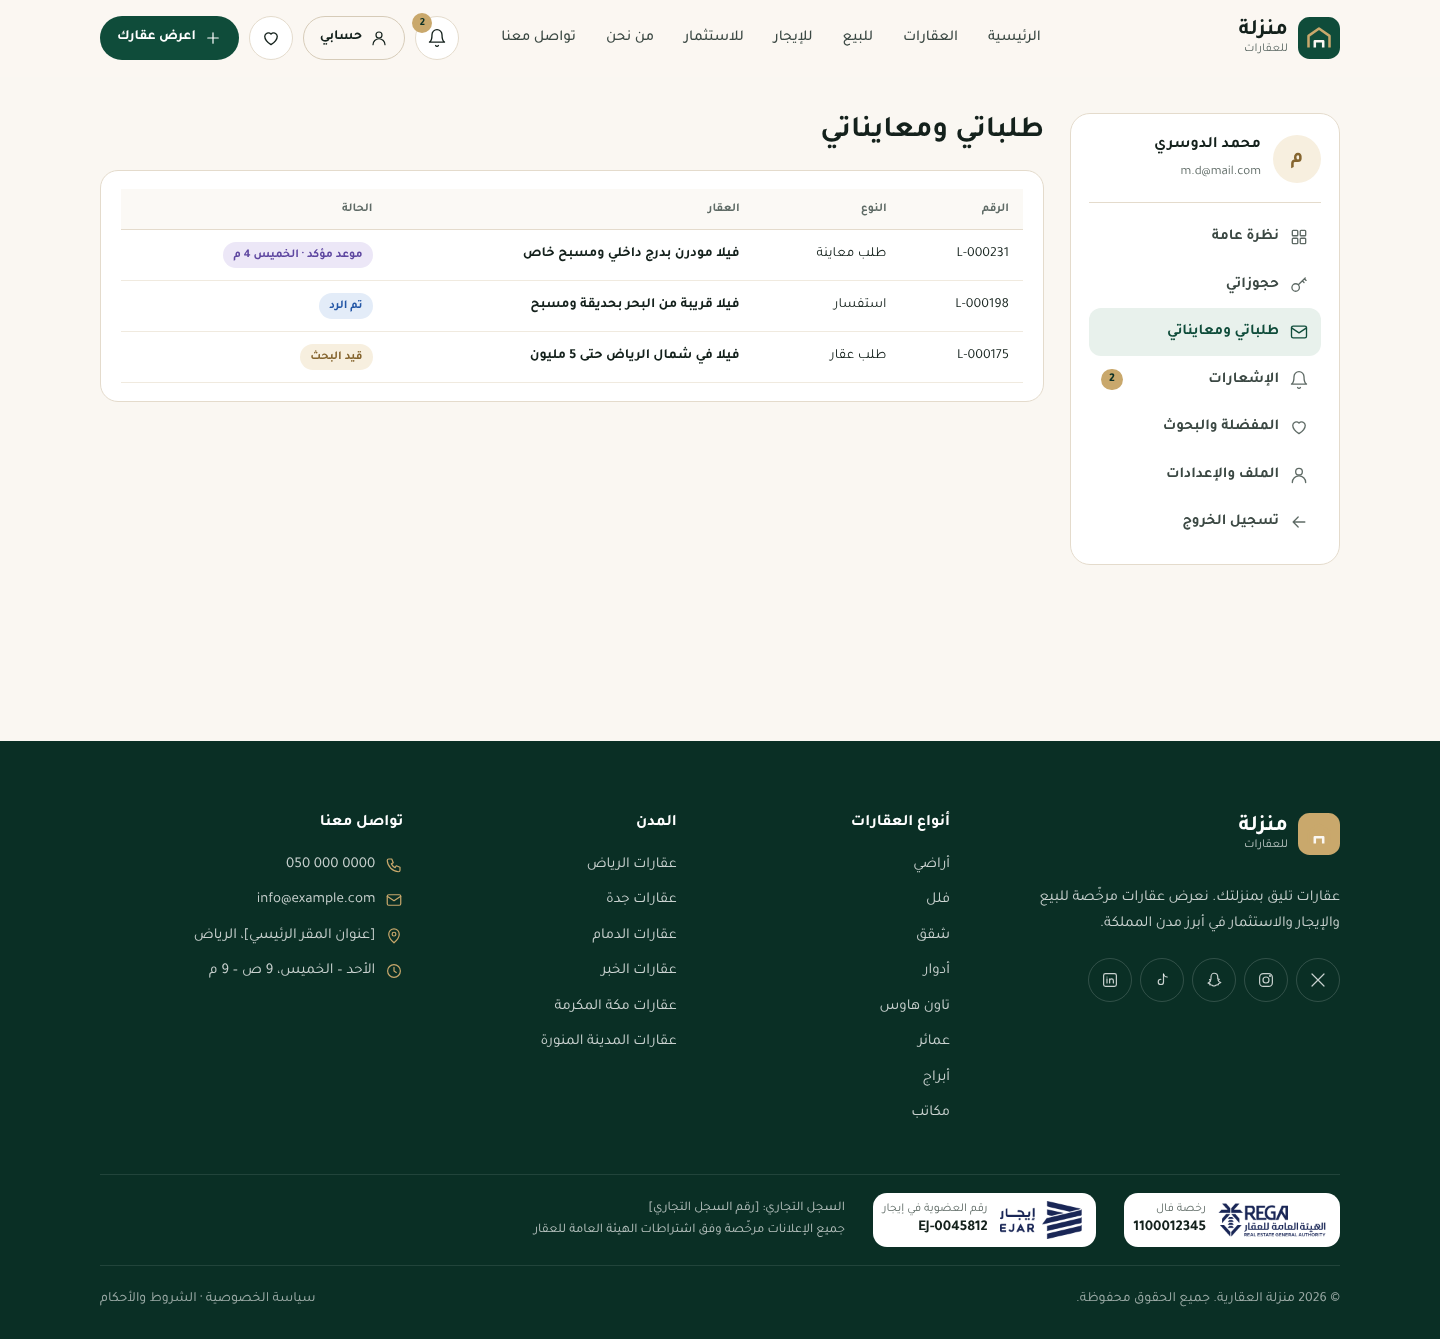 منزلة
للعقارات
الرئيسية
العقارات
للبيع
للإيجار
للاستثمار
من نحن
تواصل معنا
2
حسابي
اعرض عقارك
م
محمد الدوسري
m.d@mail.com
نظرة عامة
حجوزاتي
طلباتي ومعايناتي
الإشعارات
2
المفضلة والبحوث
الملف والإعدادات
تسجيل الخروج
طلباتي ومعايناتي
الرقم النوع العقار الحالة
L-000231 طلب معاينة فيلا مودرن بدرج داخلي ومسبح خاص موعد مؤكد · الخميس 4 م
L-000198 استفسار فيلا قريبة من البحر بحديقة ومسبح تم الرد
L-000175 طلب عقار فيلا في شمال الرياض حتى 5 مليون قيد البحث
منزلة
للعقارات
عقارات تليق بمنزلتك. نعرض عقارات مرخّصة للبيع
والإيجار والاستثمار في أبرز مدن المملكة.
أنواع العقارات
أراضي
فلل
شقق
أدوار
تاون هاوس
عمائر
أبراج
مكاتب
المدن
عقارات الرياض
عقارات جدة
عقارات الدمام
عقارات الخبر
عقارات مكة المكرمة
عقارات المدينة المنورة
تواصل معنا
050 000 0000
info@example.com
[عنوان المقر الرئيسي]، الرياض
الأحد - الخميس، 9 ص - 9 م
REGA
الهيئة العامة للعقار
REAL ESTATE GENERAL AUTHORITY
رخصة فال
1100012345
إيجار
EJAR
رقم العضوية في إيجار
EJ-0045812
السجل التجاري: [رقم السجل التجاري]
جميع الإعلانات مرخّصة وفق اشتراطات الهيئة العامة للعقار
© 2026 منزلة العقارية. جميع الحقوق محفوظة.
سياسة الخصوصية · الشروط والأحكام